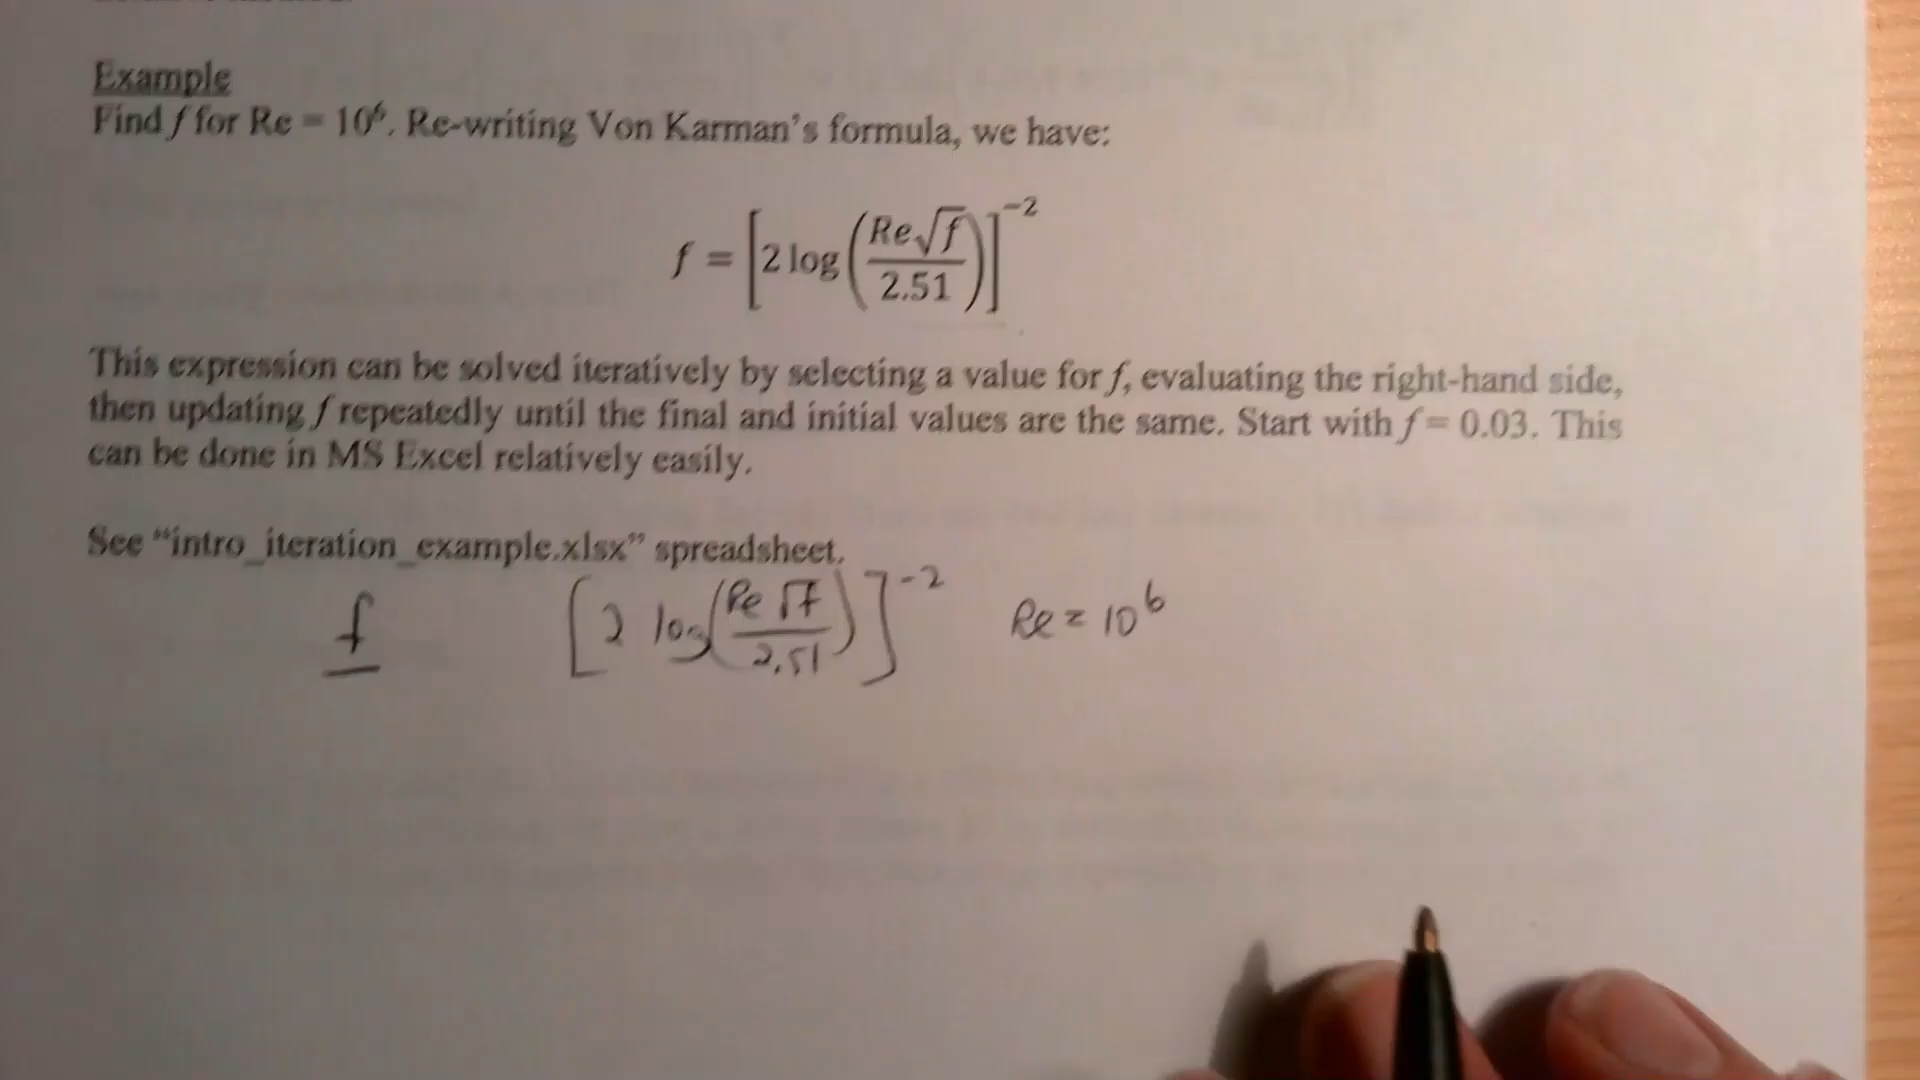 Example
Find f for Re = 10⁶. Re-writing Von Karman's formula, we have:
f = [2 log(Re√f / 2.51)]⁻²
This expression can be solved iteratively by selecting a value for f, evaluating the right-hand side,
then updating f repeatedly until the final and initial values are the same. Start with f = 0.03. This
can be done in MS Excel relatively easily.
See “intro_iteration_example.xlsx” spreadsheet.
f [2 log(Re√f / 2.51)]⁻² Re = 10⁶